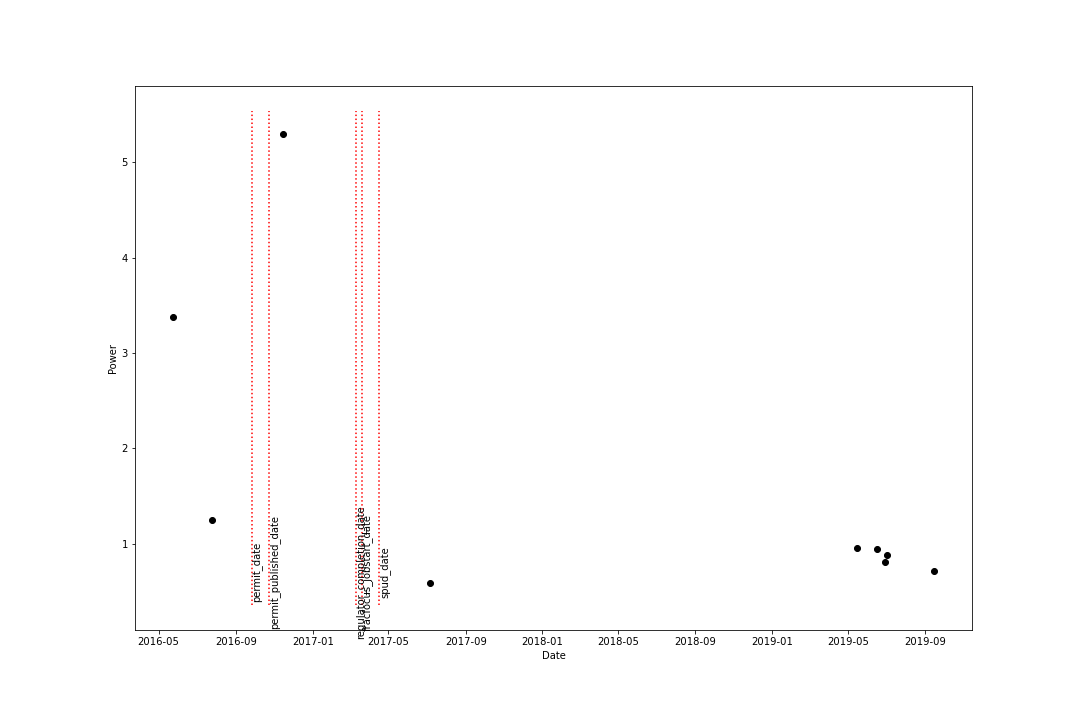 5
4
3
2
1
Power
permit_date
permit_published_date
regulator_completion_date
fracfocus_jobstart_date
spud_date
2016-05
2016-09
2017-01
2017-05
2017-09
2018-01
2018-05
2018-09
2019-01
2019-05
2019-09
Date